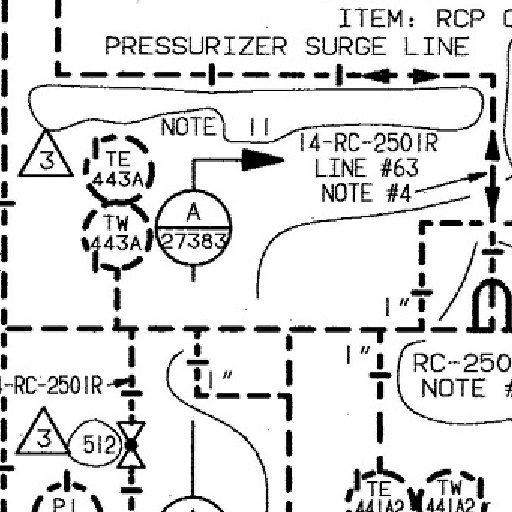 ITEM: RCP
PRESSURIZER SURGE LINE
NOTE 11
14-RC-2501R
LINE #63
NOTE #4
3
TE
443A
TW
443A
A
27383
1"
1"
1"
-RC-2501R
RC-250
NOTE #
3
512
PI
TE
441A2
TW
441A2